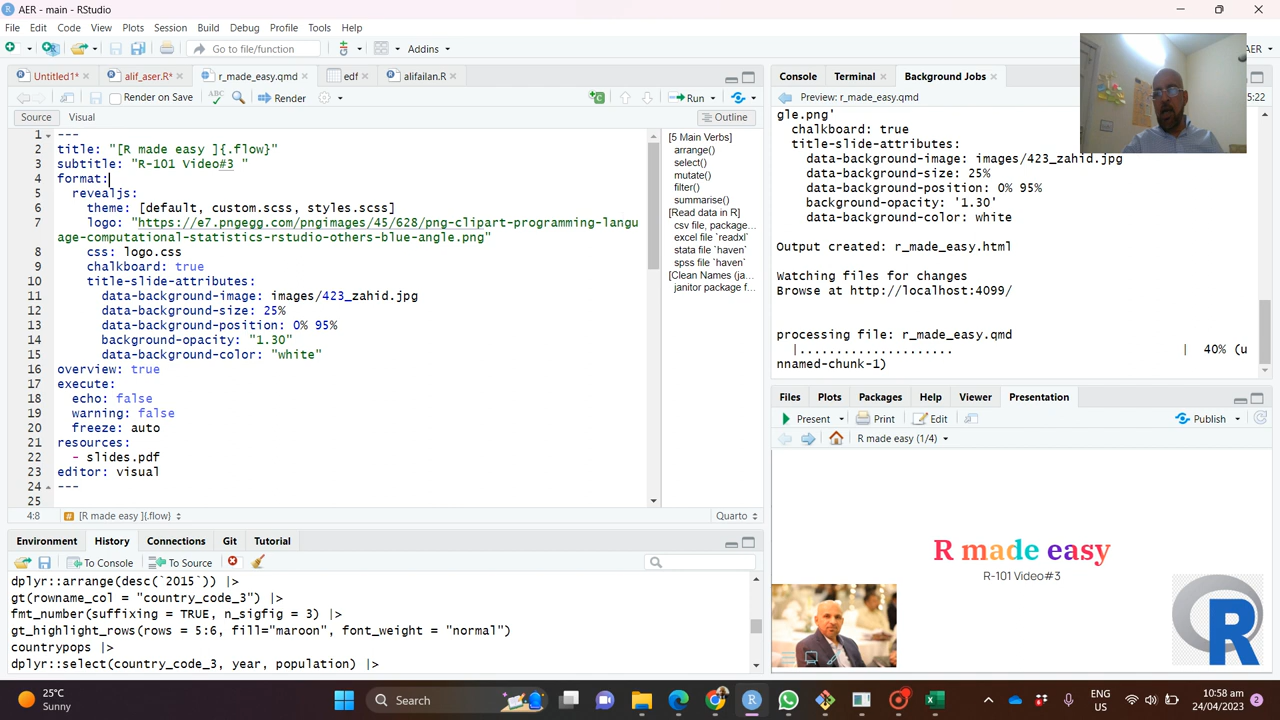 AER - main - RStudio
File Edit Code View Plots Session Build Debug Profile Tools Help
Go to file/function Addins AER
Untitled1* alif_aser.R* r_made_easy.qmd edf alifailan.R
Render on Save Render Run
Source Visual Outline
1 ---
2 title: "[R made easy ]{.flow}"
3 subtitle: "R-101 Video#3 "
4 format:
5 revealjs:
6 theme: [default, custom.scss, styles.scss]
7 logo: "https://e7.pngegg.com/pngimages/45/628/png-clipart-programming-langu
age-computational-statistics-rstudio-others-blue-angle.png"
8 css: logo.css
9 chalkboard: true
10 title-slide-attributes:
11 data-background-image: images/423_zahid.jpg
12 data-background-size: 25%
13 data-background-position: 0% 95%
14 background-opacity: "1.30"
15 data-background-color: "white"
16 overview: true
17 execute:
18 echo: false
19 warning: false
20 freeze: auto
21 resources:
22 - slides.pdf
23 editor: visual
24 ---
25
4:8 [R made easy ]{.flow} Quarto
[5 Main Verbs]
arrange()
select()
mutate()
filter()
summarise()
[Read data in R]
csv file, package...
excel file `readxl`
stata file `haven`
spss file `haven`
[Clean Names (ja...
janitor package f...
Environment History Connections Git Tutorial
To Console To Source
dplyr::arrange(desc(`2015`)) |>
gt(rowname_col = "country_code_3") |>
fmt_number(suffixing = TRUE, n_sigfig = 3) |>
gt_highlight_rows(rows = 5:6, fill="maroon", font_weight = "normal")
countrypops |>
dplyr::select(country_code_3, year, population) |>
Console Terminal Background Jobs
Preview: r_made_easy.qmd 5:22
gle.png'
chalkboard: true
title-slide-attributes:
data-background-image: images/423_zahid.jpg
data-background-size: 25%
data-background-position: 0% 95%
background-opacity: '1.30'
data-background-color: white
Output created: r_made_easy.html
Watching files for changes
Browse at http://localhost:4099/
processing file: r_made_easy.qmd
|..................... | 40% (u
nnamed-chunk-1)
Files Plots Packages Help Viewer Presentation
Present Print Edit Publish
R made easy (1/4)
R made easy
R-101 Video#3
R
25°C
Sunny
Search
ENG
US
10:58 am
24/04/2023
2